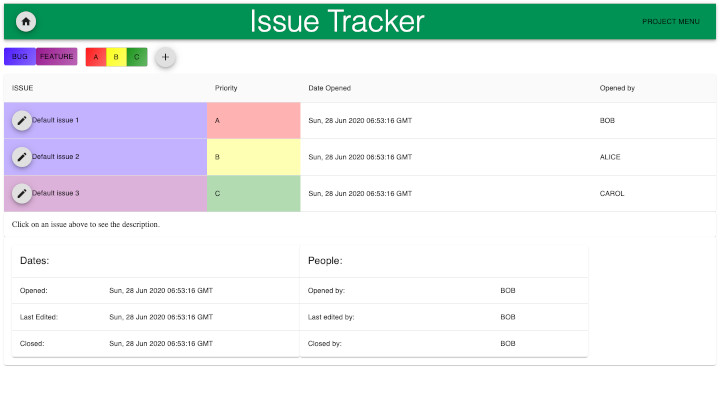 Issue Tracker
PROJECT MENU
BUG FEATURE A B C
ISSUE Priority Date Opened Opened by
Default issue 1 A Sun, 28 Jun 2020 06:53:16 GMT BOB
Default issue 2 B Sun, 28 Jun 2020 06:53:16 GMT ALICE
Default issue 3 C Sun, 28 Jun 2020 06:53:16 GMT CAROL
Click on an issue above to see the description.
Dates: People:
Opened: Sun, 28 Jun 2020 06:53:16 GMT Opened by: BOB
Last Edited: Sun, 28 Jun 2020 06:53:16 GMT Last edited by: BOB
Closed: Sun, 28 Jun 2020 06:53:16 GMT Closed by: BOB